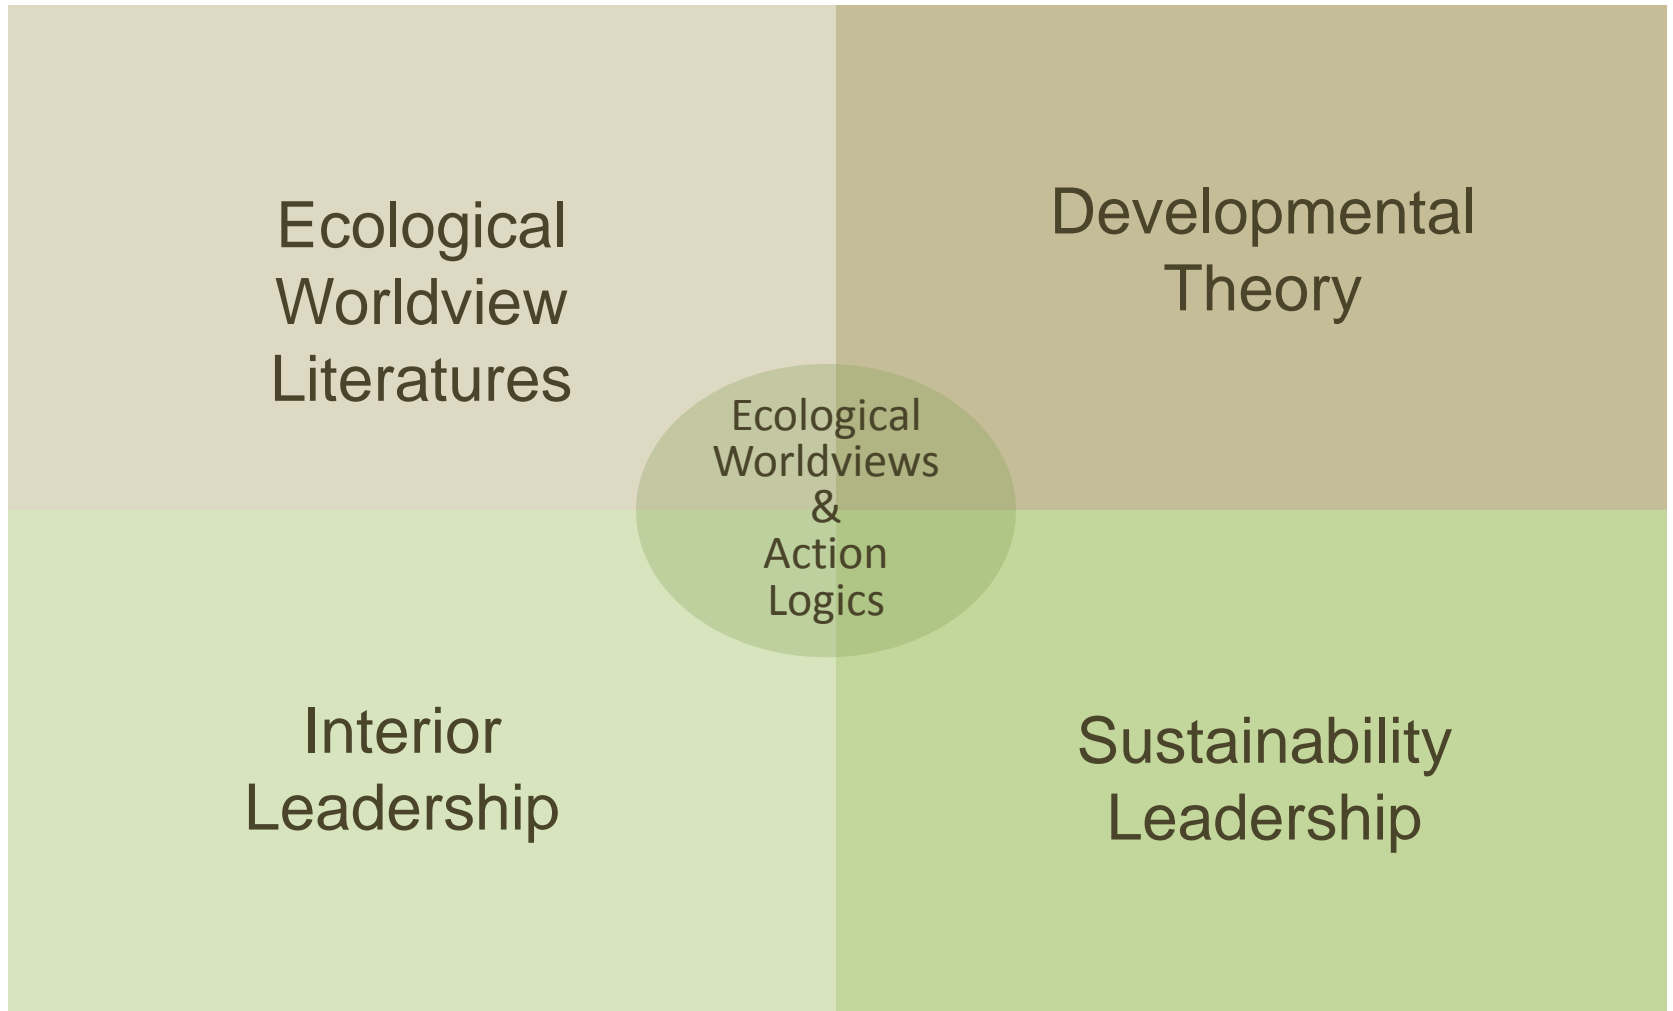 Ecological
Worldview
Literatures
Developmental
Theory
Ecological
Worldviews
&
Action
Logics
Interior
Leadership
Sustainability
Leadership